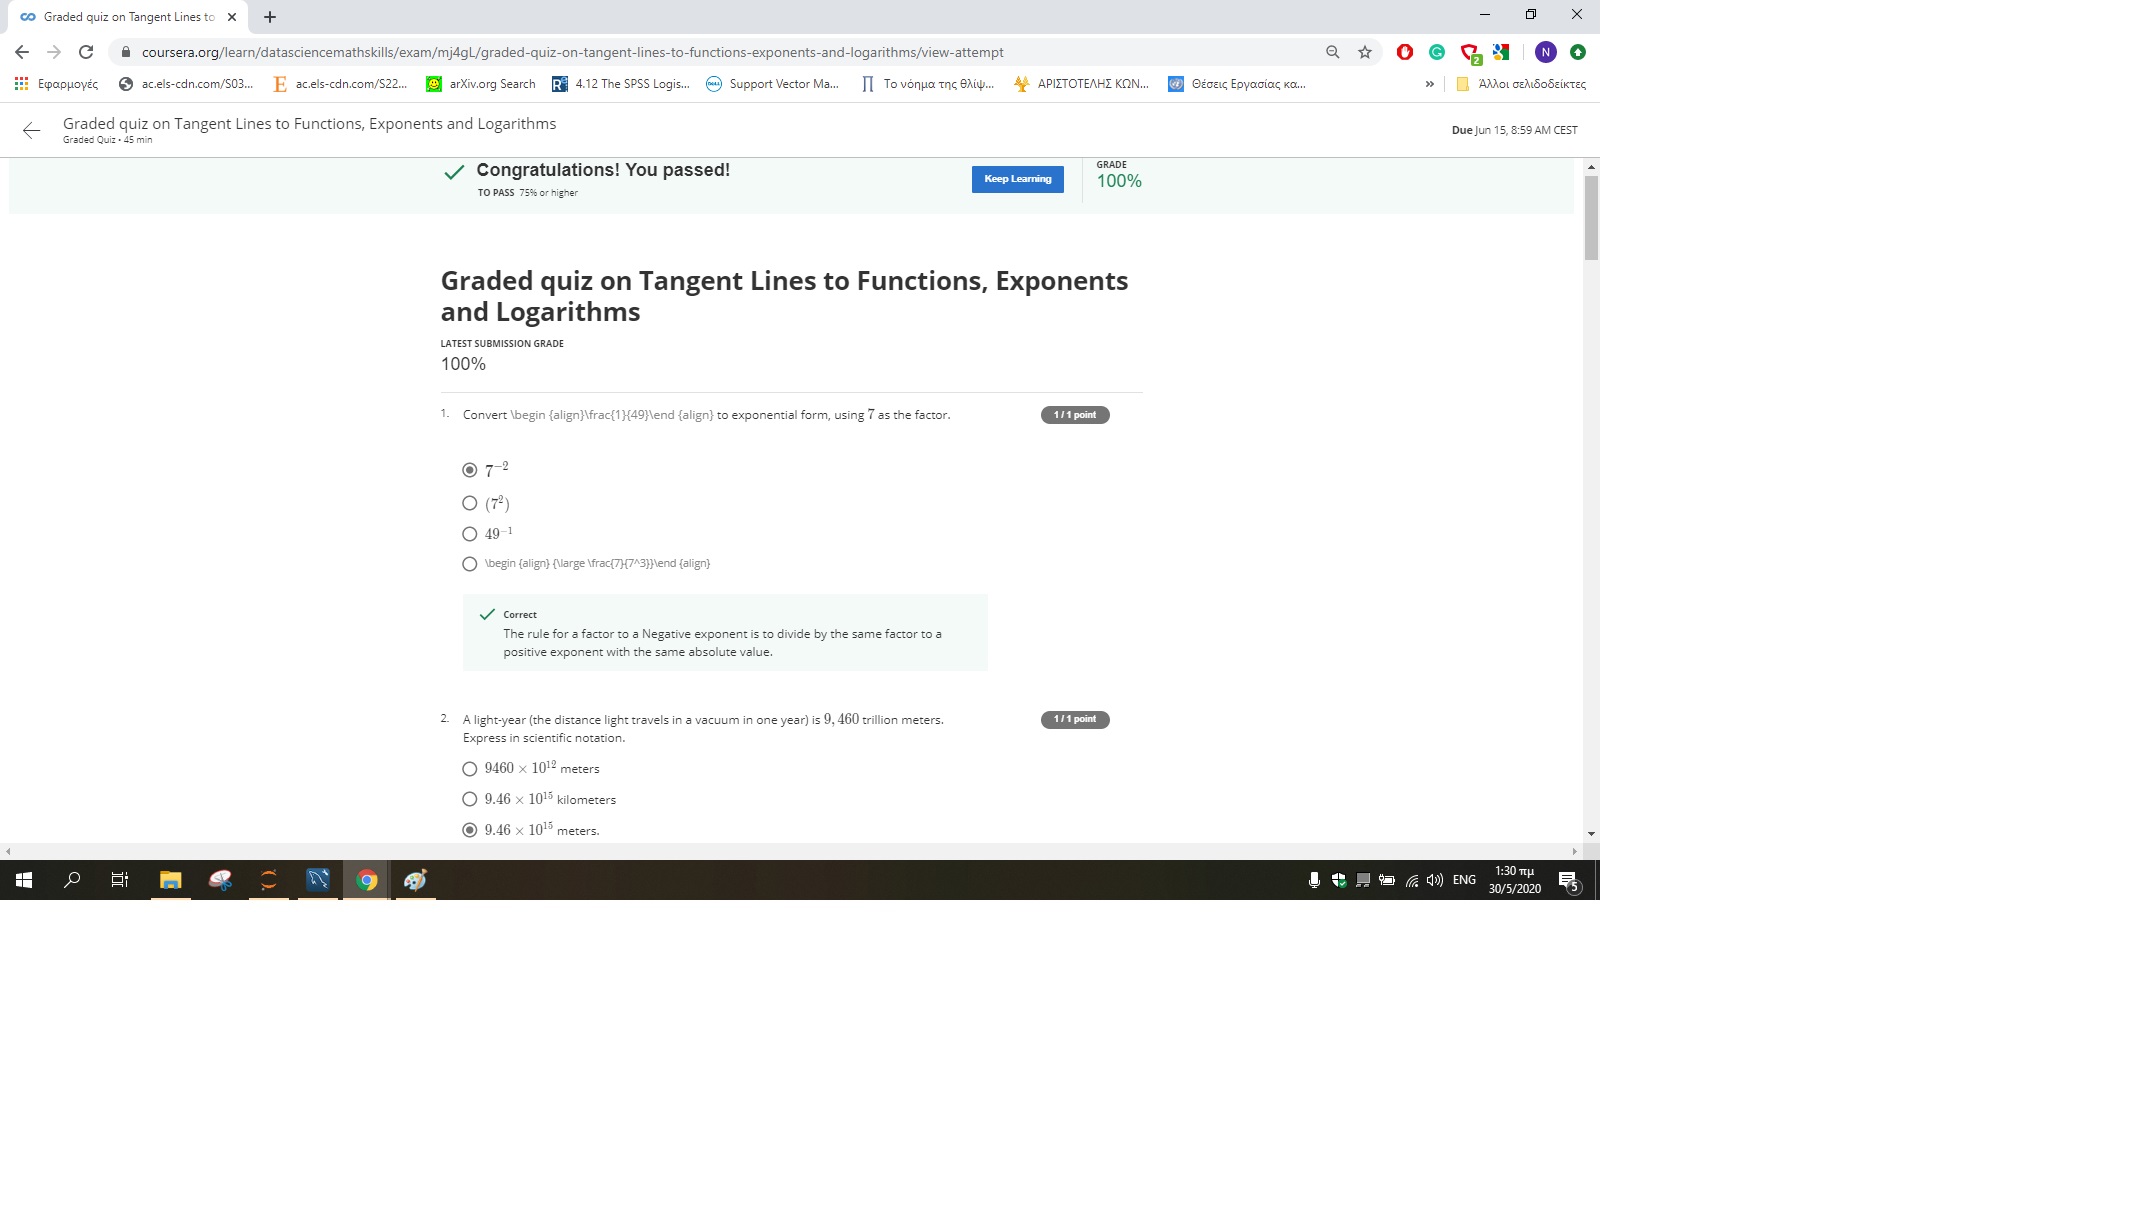 Graded quiz on Tangent Lines to
coursera.org/learn/datasciencemathskills/exam/mj4gL/graded-quiz-on-tangent-lines-to-functions-exponents-and-logarithms/view-attempt
2
N
Εφαρμογές
ac.els-cdn.com/S03...
E
ac.els-cdn.com/S22...
arXiv.org Search
4.12 The SPSS Logis...
Support Vector Ma...
Το νόημα της θλίψ...
ΑΡΙΣΤΟΤΕΛΗΣ ΚΩΝ...
Θέσεις Εργασίας κα...
»
Άλλοι σελιδοδείκτες
Graded quiz on Tangent Lines to Functions, Exponents and Logarithms
Graded Quiz • 45 min
Due Jun 15, 8:59 AM CEST
Congratulations! You passed!
TO PASS 75% or higher
Keep Learning
GRADE
100%
Graded quiz on Tangent Lines to Functions, Exponents
and Logarithms
LATEST SUBMISSION GRADE
100%
1. Convert \begin {align}\frac{1}{49}\end {align} to exponential form, using 7 as the factor.
1 / 1 point
7⁻²
(7²)
49⁻¹
\begin {align} {\large \frac{7}{7^3}}\end {align}
Correct
The rule for a factor to a Negative exponent is to divide by the same factor to a
positive exponent with the same absolute value.
2. A light-year (the distance light travels in a vacuum in one year) is 9,460 trillion meters.
Express in scientific notation.
1 / 1 point
9460 × 10¹² meters
9.46 × 10¹⁵ kilometers
9.46 × 10¹⁵ meters.
ENG
1:30 πμ
30/5/2020
5